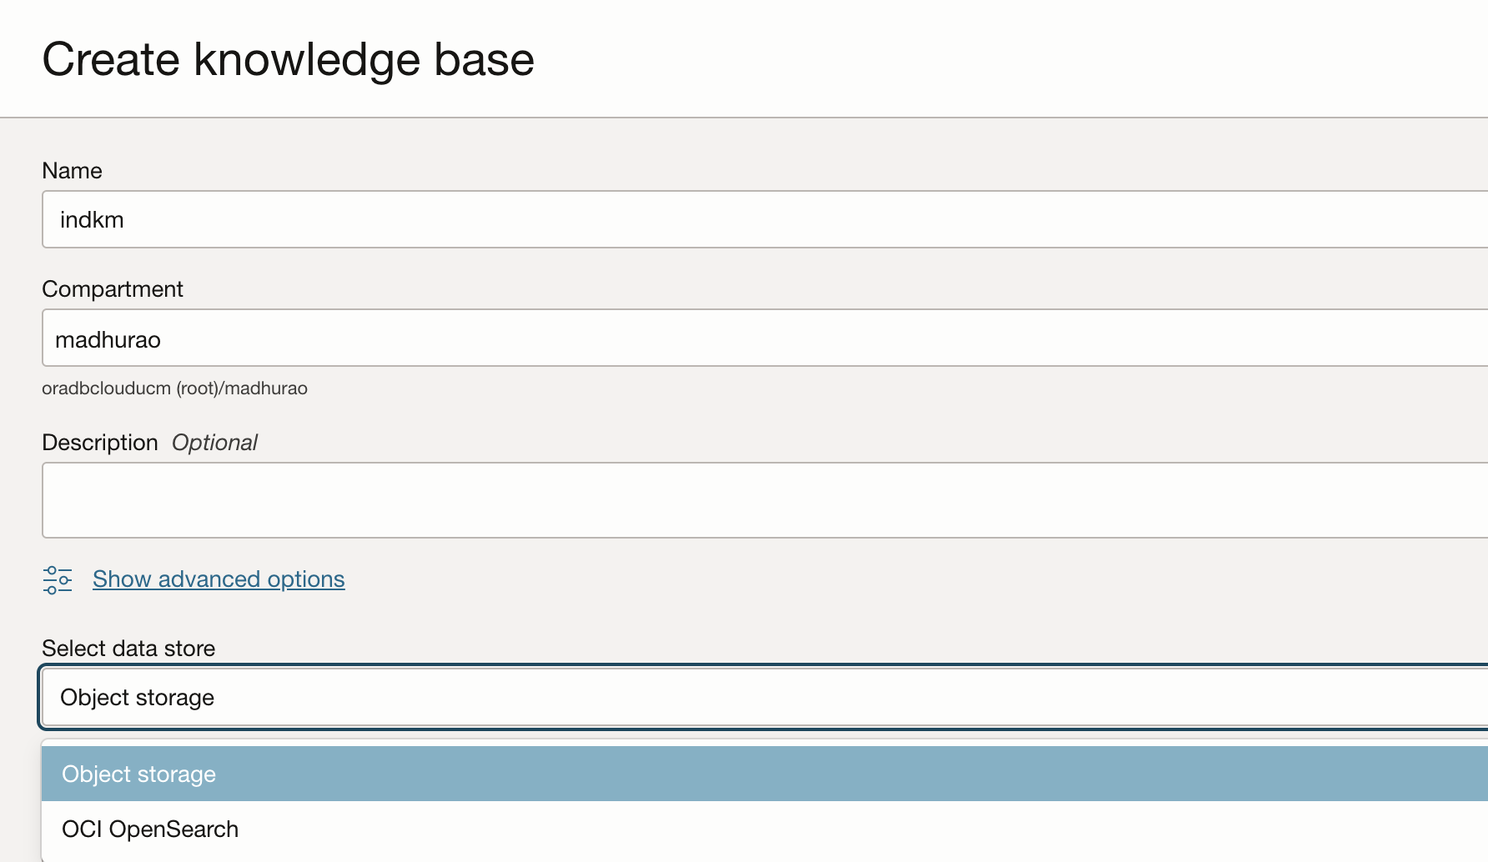 Create knowledge base
Name
indkm
Compartment
madhurao
oradbclouducm (root)/madhurao
Description Optional
Show advanced options
Select data store
Object storage
Object storage
OCI OpenSearch